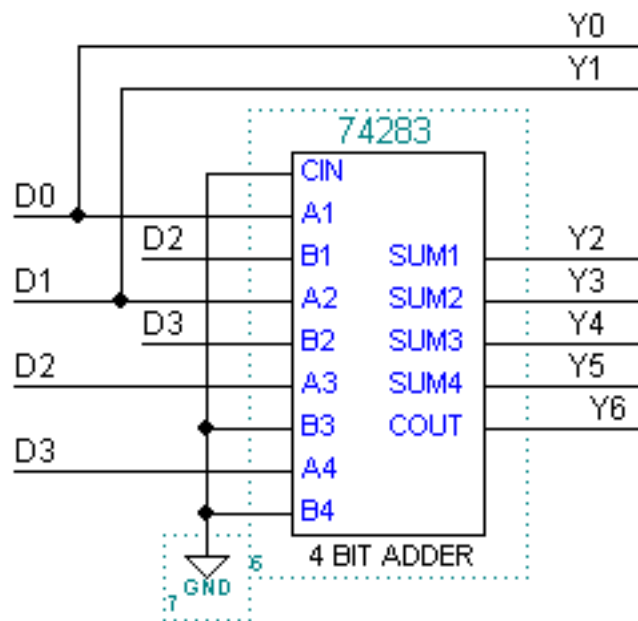 Y0
Y1
74283
CIN
D0
A1
D2
B1
SUM1
Y2
D1
A2
SUM2
Y3
D3
B2
SUM3
Y4
D2
A3
SUM4
Y5
B3
COUT
Y6
D3
A4
B4
4 BIT ADDER
6
GND
7